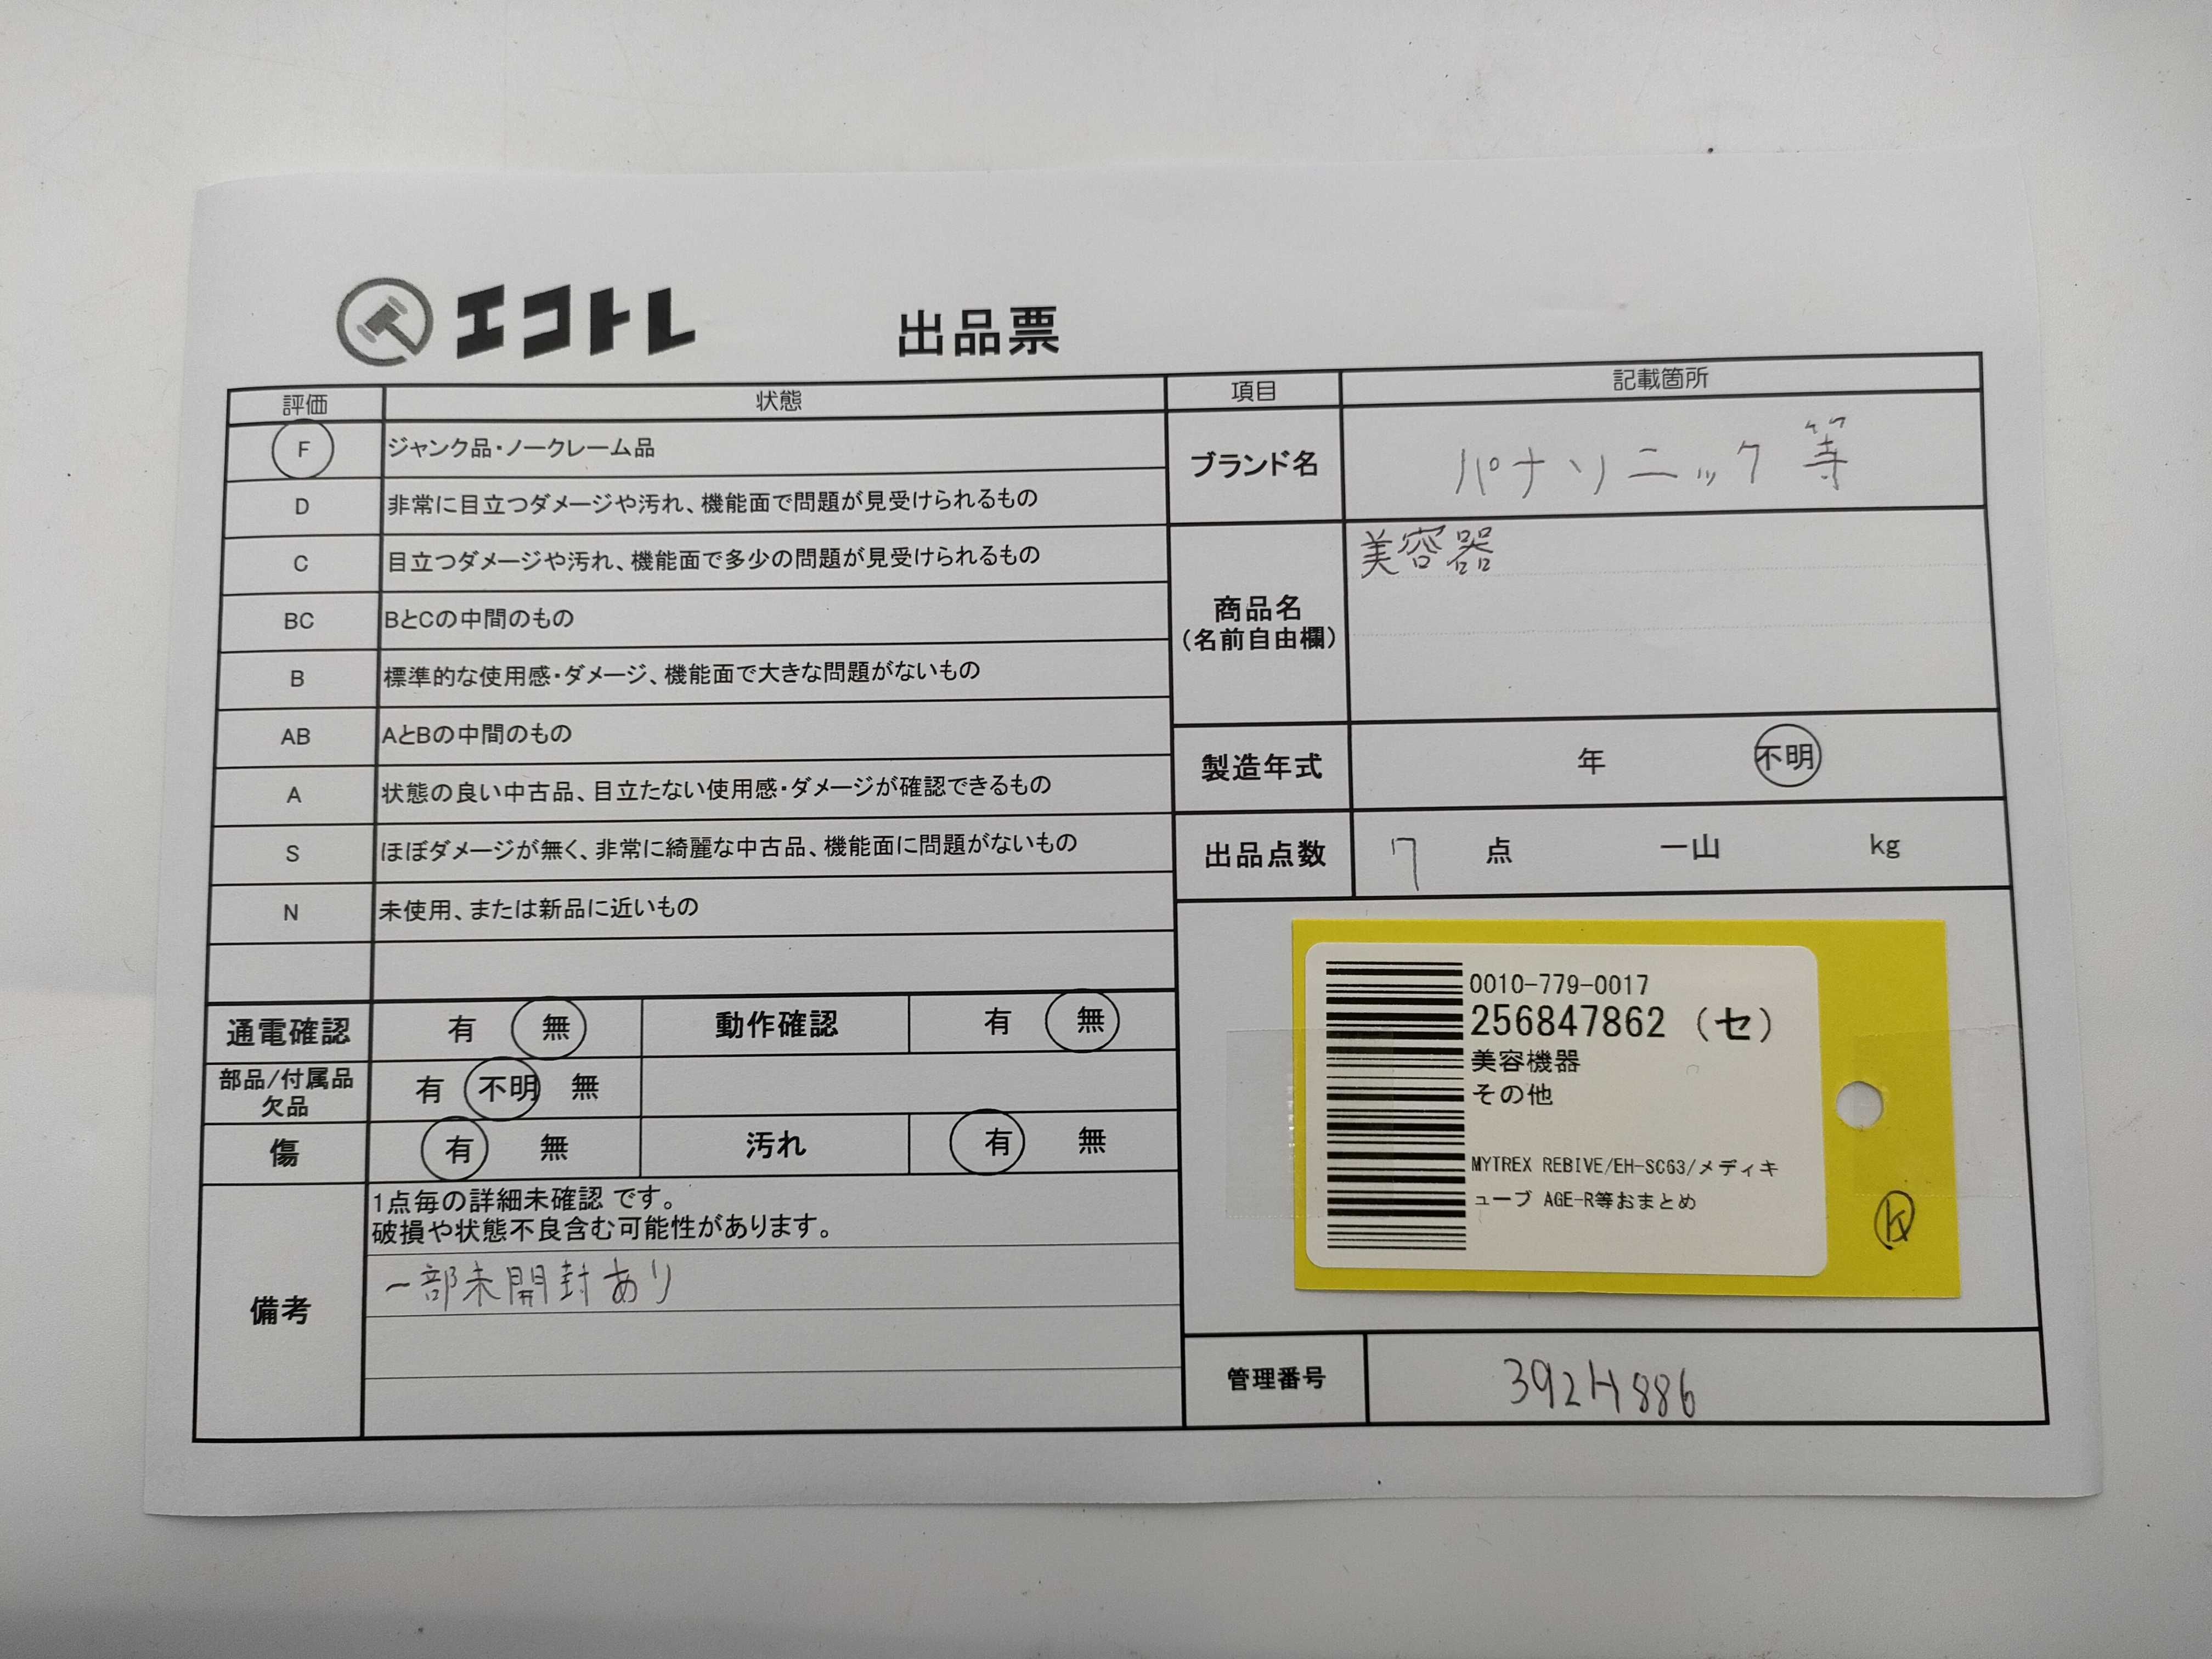 エコトレ
出品票
評価 状態
F ジャンク品・ノークレーム品
D 非常に目立つダメージや汚れ、機能面で問題が見受けられるもの
C 目立つダメージや汚れ、機能面で多少の問題が見受けられるもの
BC BとCの中間のもの
B 標準的な使用感・ダメージ、機能面で大きな問題がないもの
AB AとBの中間のもの
A 状態の良い中古品、目立たない使用感・ダメージが確認できるもの
S ほぼダメージが無く、非常に綺麗な中古品、機能面に問題がないもの
N 未使用、または新品に近いもの
通電確認 有 無 動作確認 有 無
部品/付属品
欠品
有 不明 無
傷 有 無 汚れ 有 無
備考
1点毎の詳細未確認 です。
破損や状態不良含む可能性があります。
一部未開封あり
項目 記載箇所
ブランド名 パナソニック等
商品名
(名前自由欄)
美容器
製造年式 年 不明
出品点数 7 点 一山 kg
0010-779-0017
256847862 (セ)
美容機器
その他
MYTREX REBIVE/EH-SC63/メディキ
ューブ AGE-R等おまとめ
管理番号 392H886